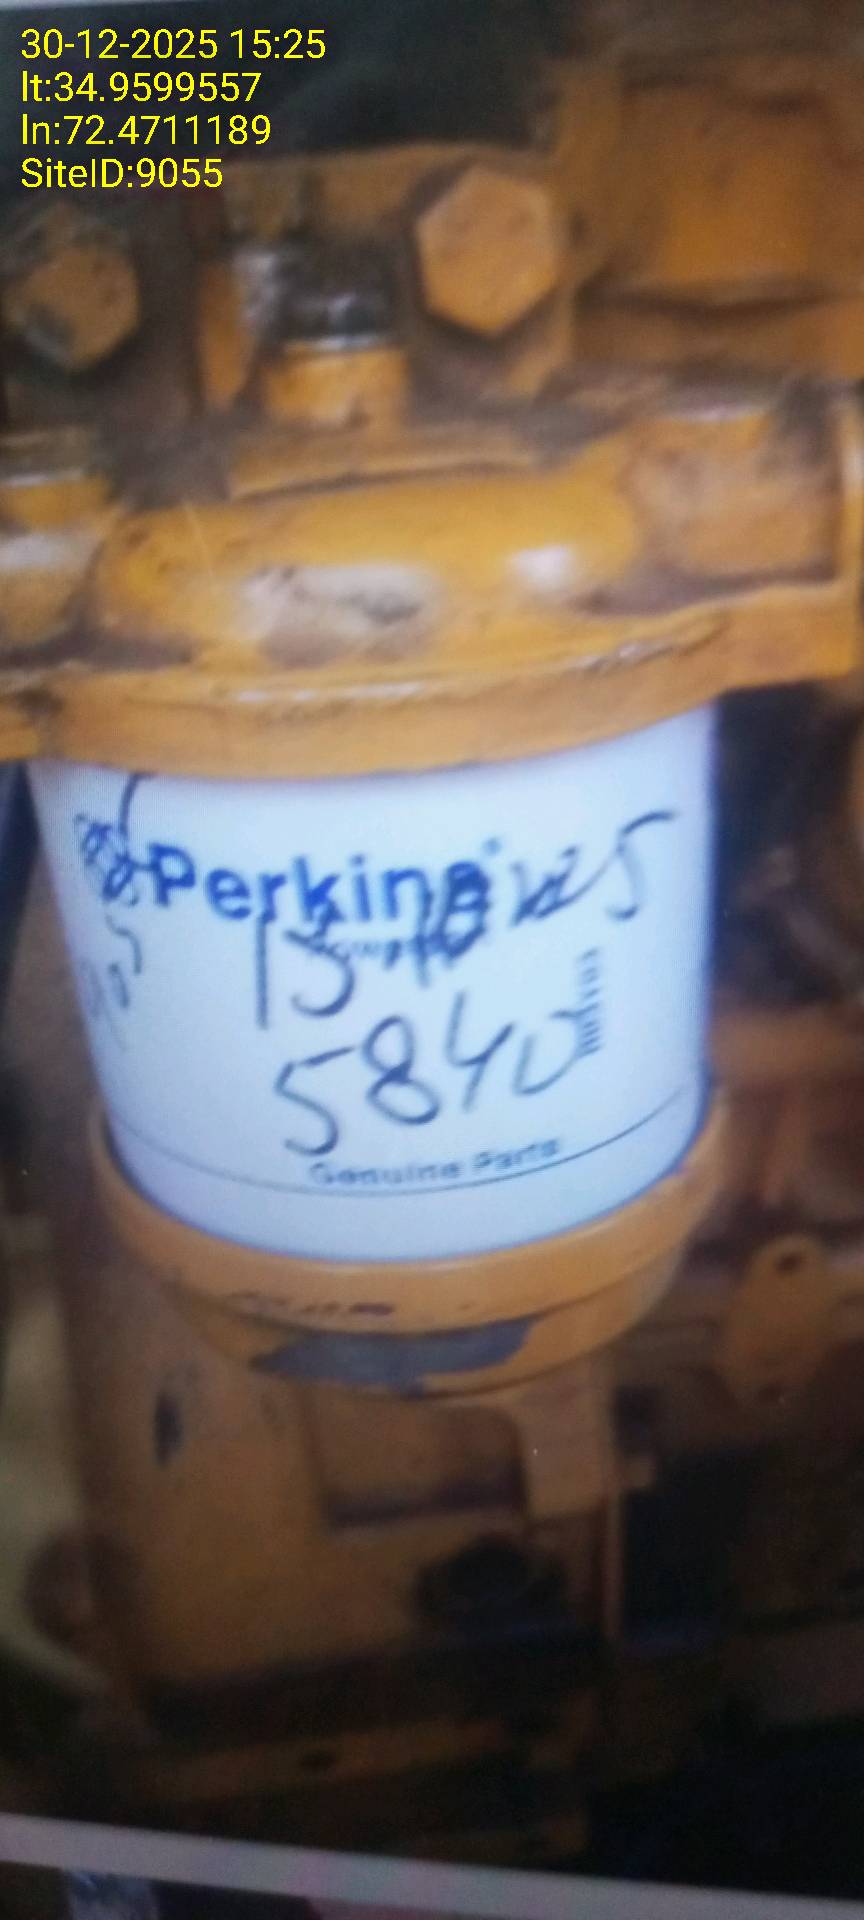 30-12-2025 15:25
lt:34.9599557
ln:72.4711189
SiteID:9055
Perkins
5840
Genuine Parts